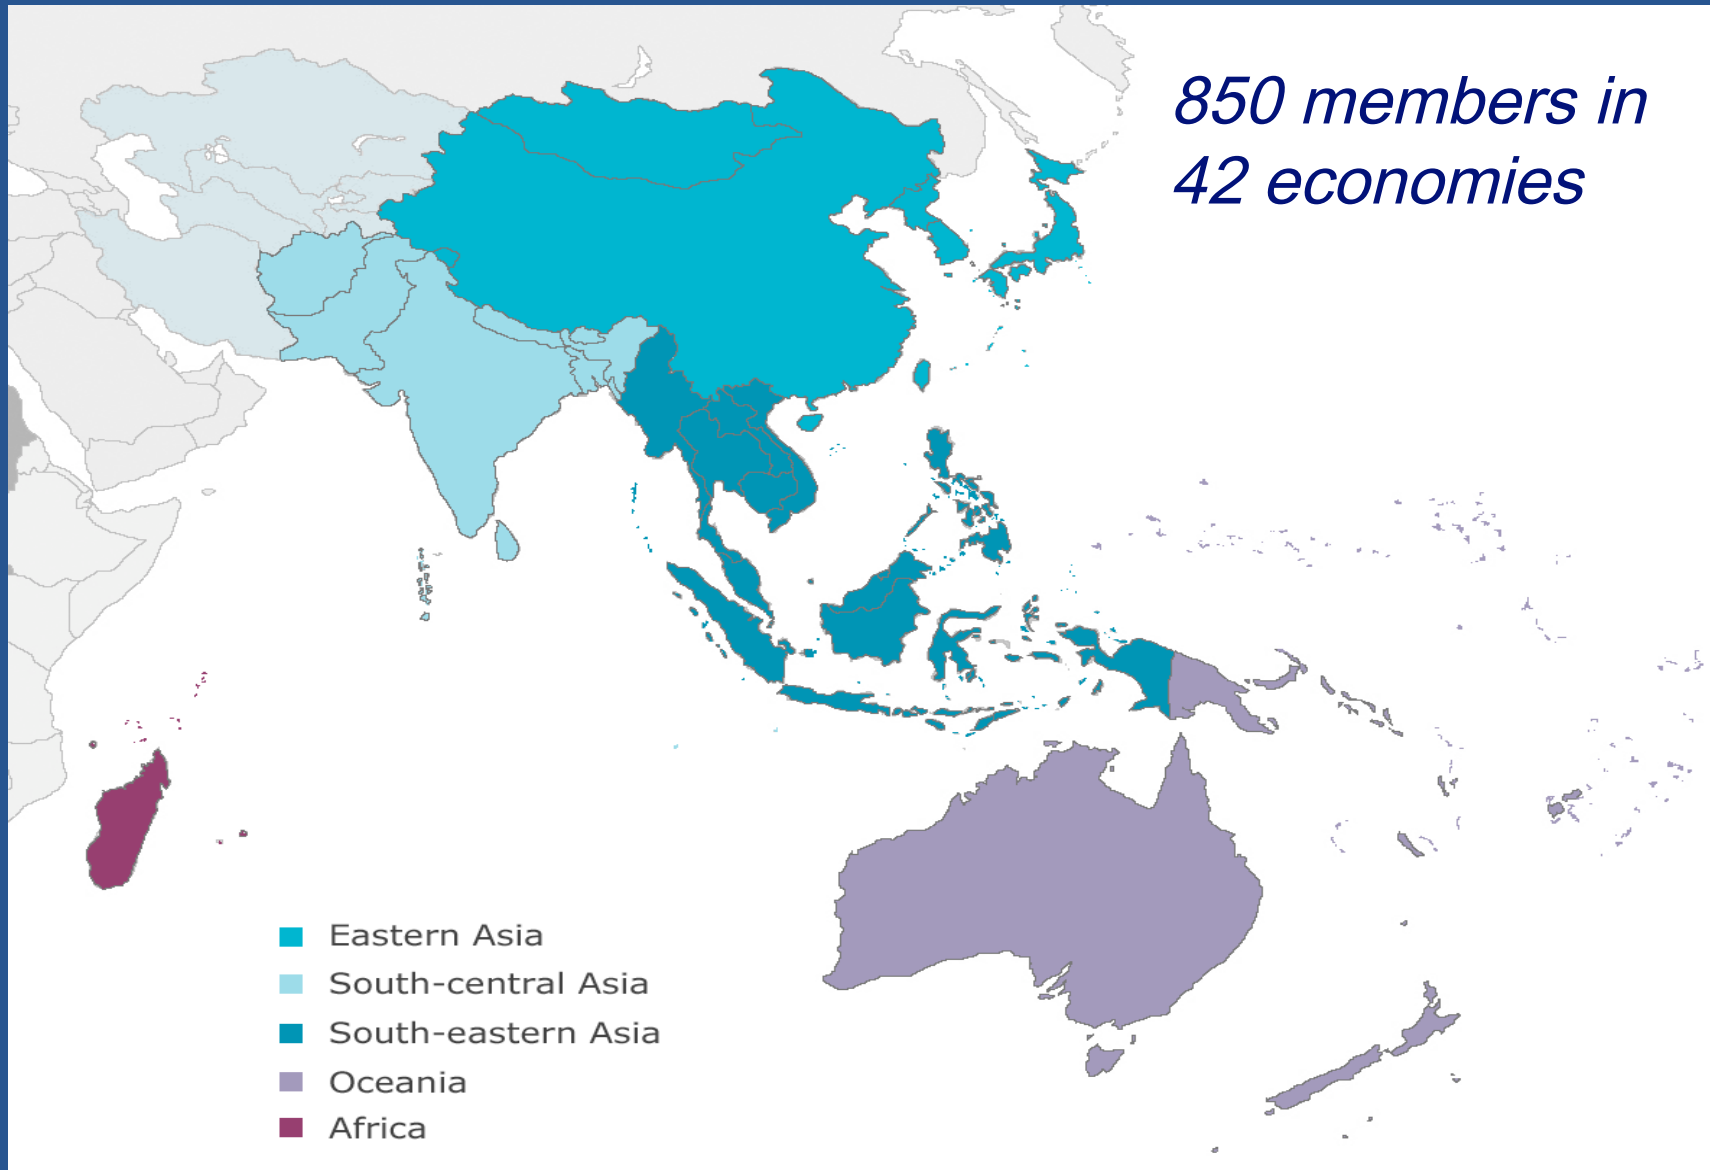 850 members in
42 economies
Eastern Asia
South-central Asia
South-eastern Asia
Oceania
Africa